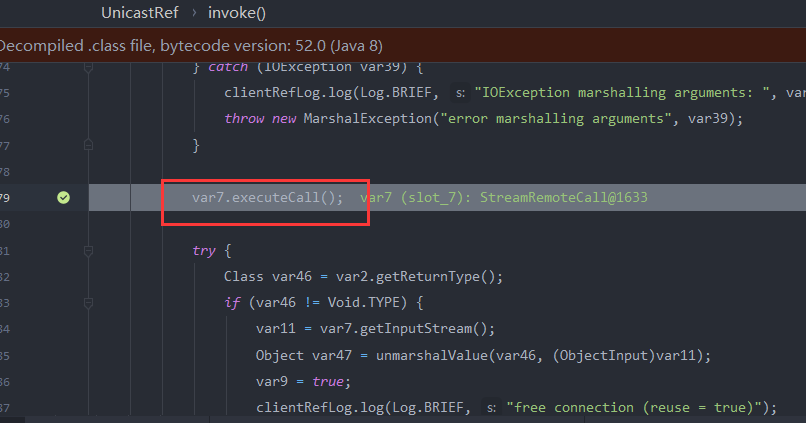 UnicastRef › invoke()
Decompiled .class file, bytecode version: 52.0 (Java 8)
74 } catch (IOException var39) {
75 clientRefLog.log(Log.BRIEF, s: "IOException marshalling arguments: ", var
76 throw new MarshalException("error marshalling arguments", var39);
77 }
78
79 var7.executeCall(); var7 (slot_7): StreamRemoteCall@1633
80
81 try {
82 Class var46 = var2.getReturnType();
83 if (var46 != Void.TYPE) {
84 var11 = var7.getInputStream();
85 Object var47 = unmarshalValue(var46, (ObjectInput)var11);
86 var9 = true;
87 clientRefLog.log(Log.BRIEF, s: "free connection (reuse = true)");